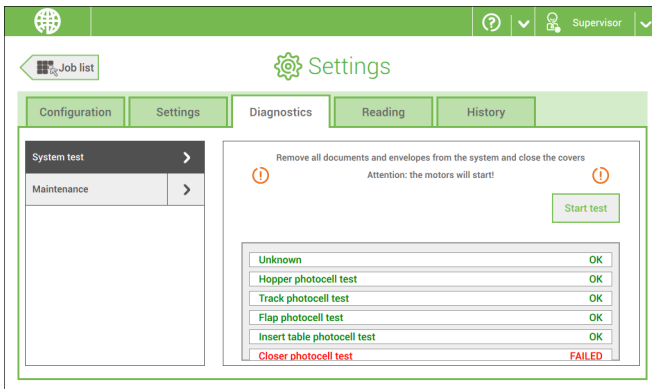 Supervisor
Job list
Settings
Configuration
Settings
Diagnostics
Reading
History
System test
Maintenance
Remove all documents and envelopes from the system and close the covers
Attention: the motors will start!
Start test
Unknown OK
Hopper photocell test OK
Track photocell test OK
Flap photocell test OK
Insert table photocell test OK
Closer photocell test FAILED